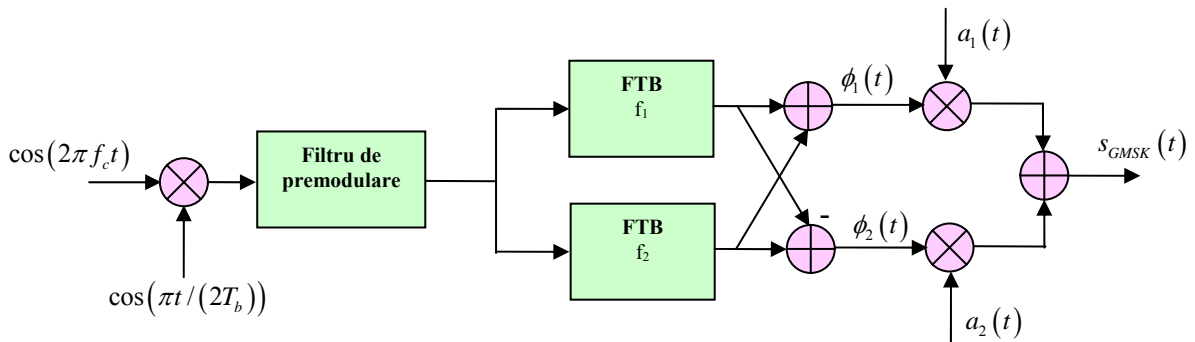 a₁(t)
FTB
f₁
ϕ₁(t)
cos(2πf_c t)
Filtru de
premodulare
s_GMSK(t)
FTB
f₂
-
ϕ₂(t)
cos(πt/(2T_b))
a₂(t)